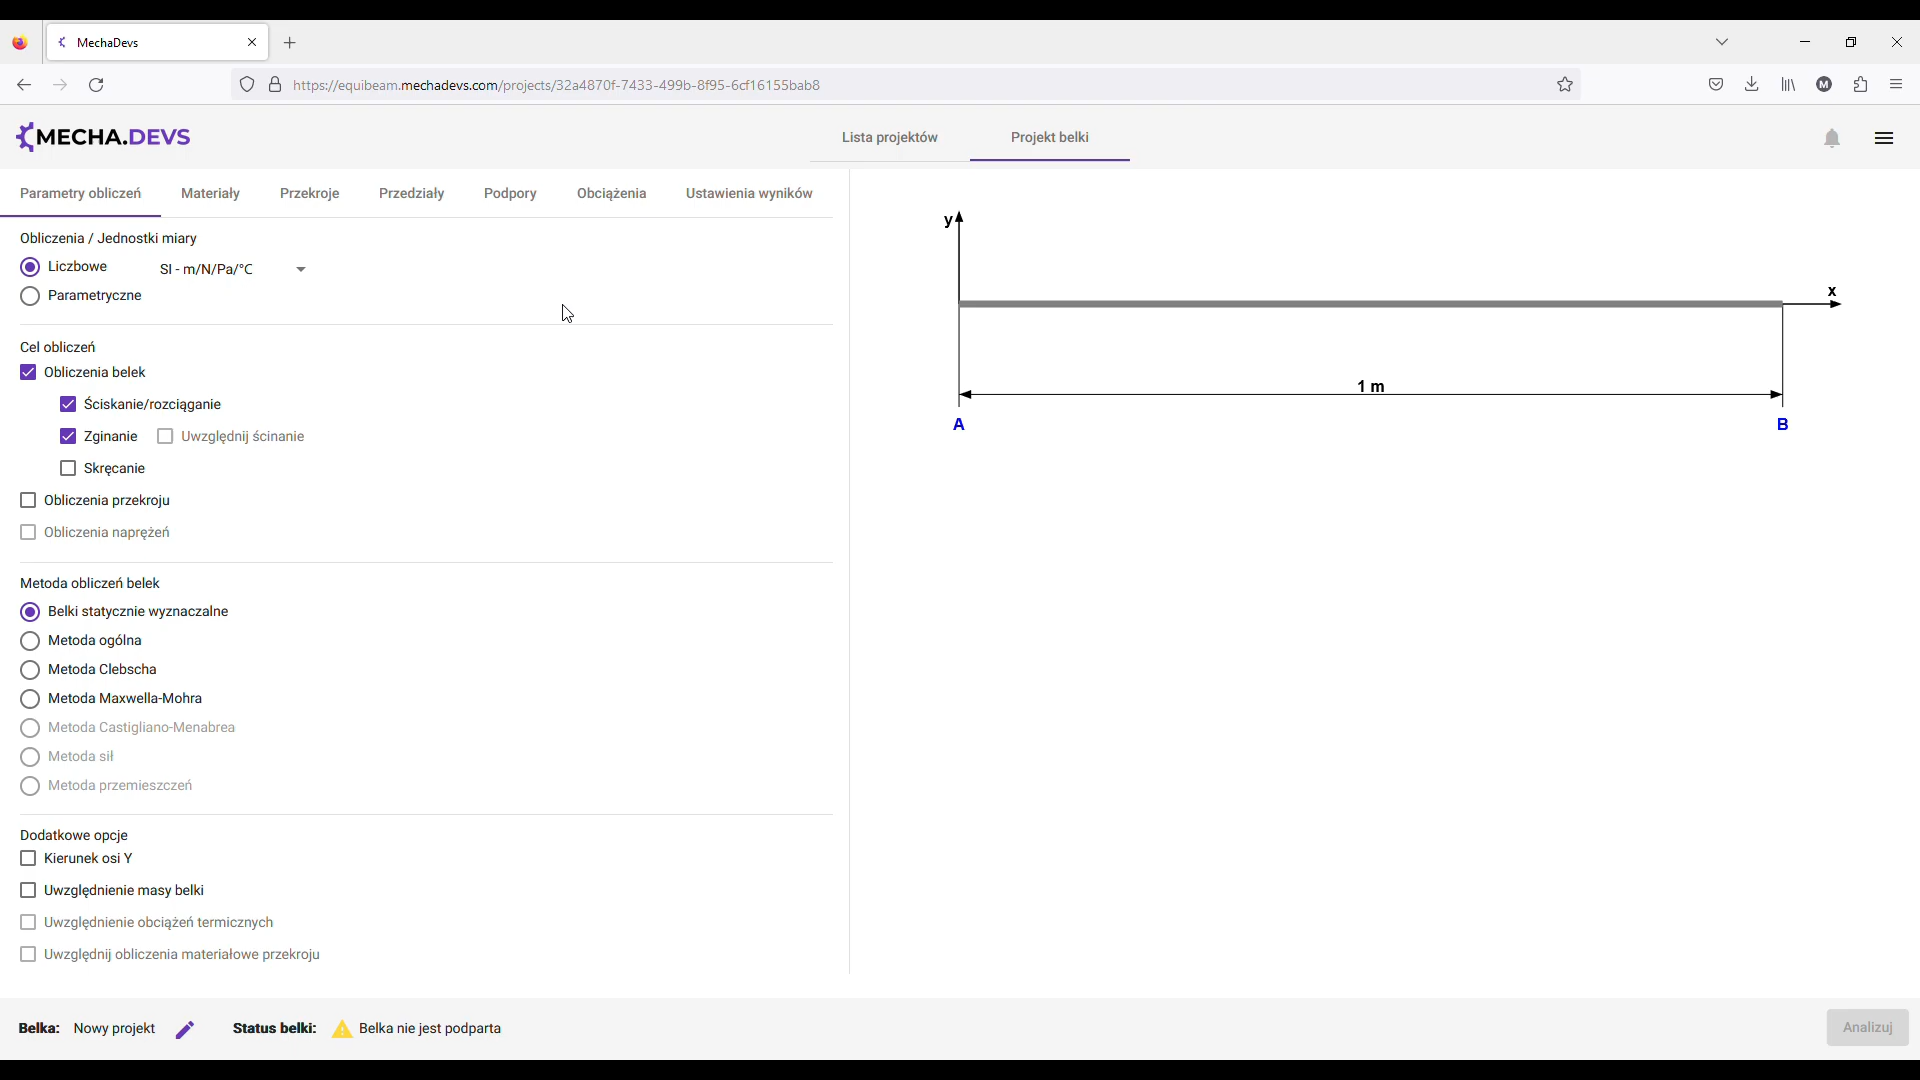 MechaDevs
https://equibeam.mechadevs.com/projects/32a4870f-7433-499b-8f95-6cf16155bab8
M
MECHA.DEVS
Lista projektów
Projekt belki
Parametry obliczeń
Materiały
Przekroje
Przedziały
Podpory
Obciążenia
Ustawienia wyników
Obliczenia / Jednostki miary
Liczbowe
SI - m/N/Pa/°C
Parametryczne
Cel obliczeń
Obliczenia belek
Ściskanie/rozciąganie
Zginanie
Uwzględnij ścinanie
Skręcanie
Obliczenia przekroju
Obliczenia naprężeń
Metoda obliczeń belek
Belki statycznie wyznaczalne
Metoda ogólna
Metoda Clebscha
Metoda Maxwella-Mohra
Metoda Castigliano-Menabrea
Metoda sił
Metoda przemieszczeń
Dodatkowe opcje
Kierunek osi Y
Uwzględnienie masy belki
Uwzględnienie obciążeń termicznych
Uwzględnij obliczenia materiałowe przekroju
y
x
1 m
A
B
Belka: Nowy projekt
Status belki: Belka nie jest podparta
Analizuj